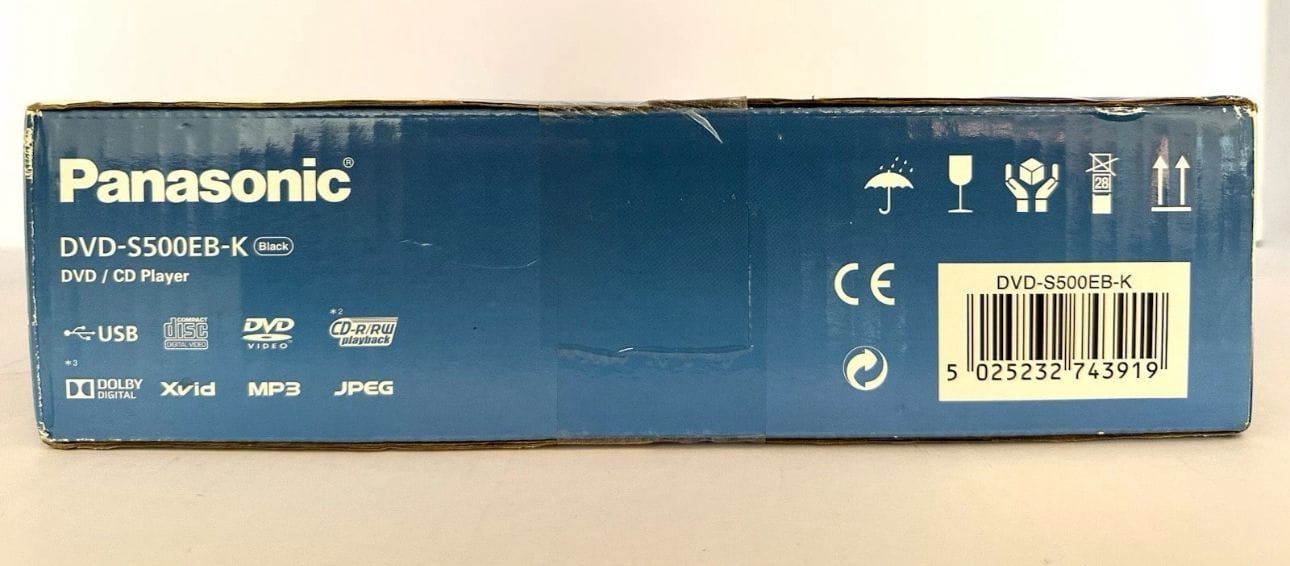 Panasonic®
DVD-S500EB-K Black
DVD / CD Player
USB
COMPACT
disc
DIGITAL VIDEO
DVD
VIDEO™
*2
CD-R/RW
playback
*3
DOLBY
DIGITAL
Xvid
MP3
JPEG
28
CE
DVD-S500EB-K
5 025232 743919